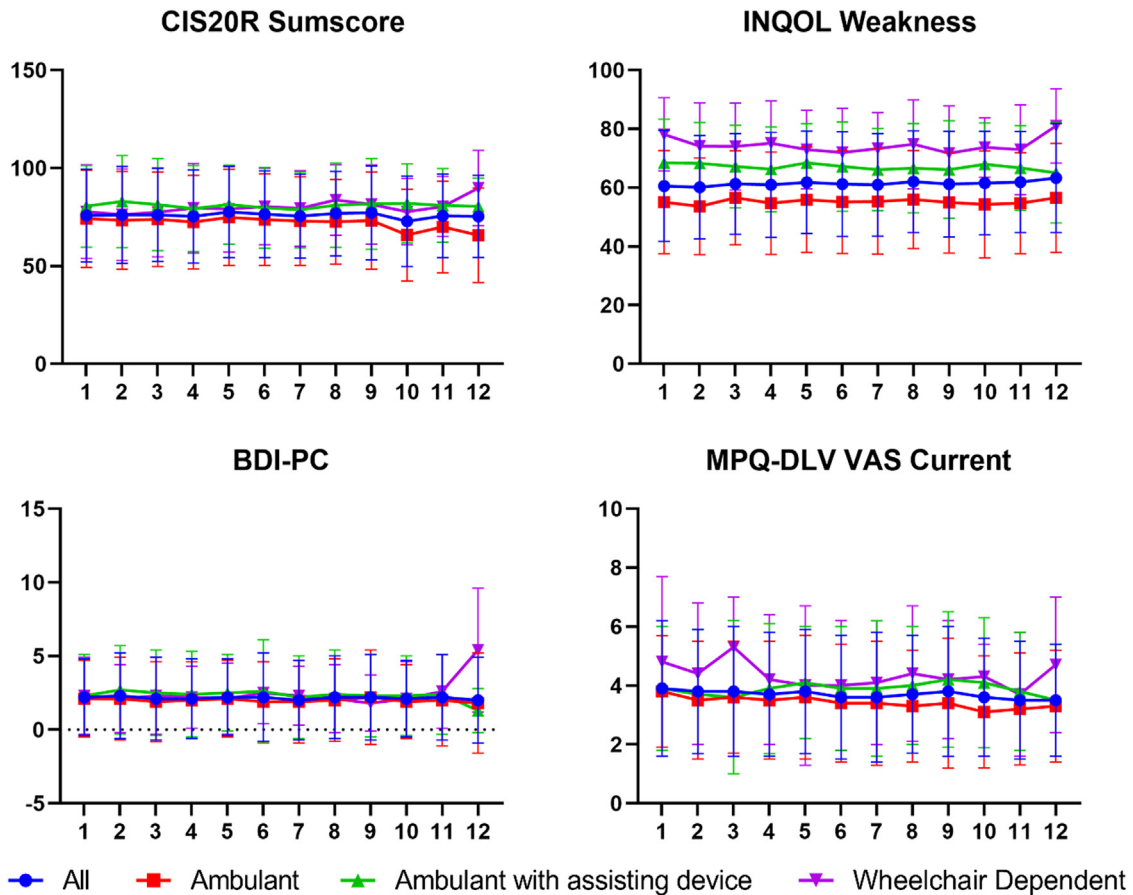 CIS20R Sumscore
150
100
50
0
1 2 3 4 5 6 7 8 9 10 11 12
INQOL Weakness
100
80
60
40
20
0
1 2 3 4 5 6 7 8 9 10 11 12
BDI-PC
15
10
5
0
-5
1 2 3 4 5 6 7 8 9 10 11 12
MPQ-DLV VAS Current
10
8
6
4
2
0
1 2 3 4 5 6 7 8 9 10 11 12
All Ambulant Ambulant with assisting device Wheelchair Dependent